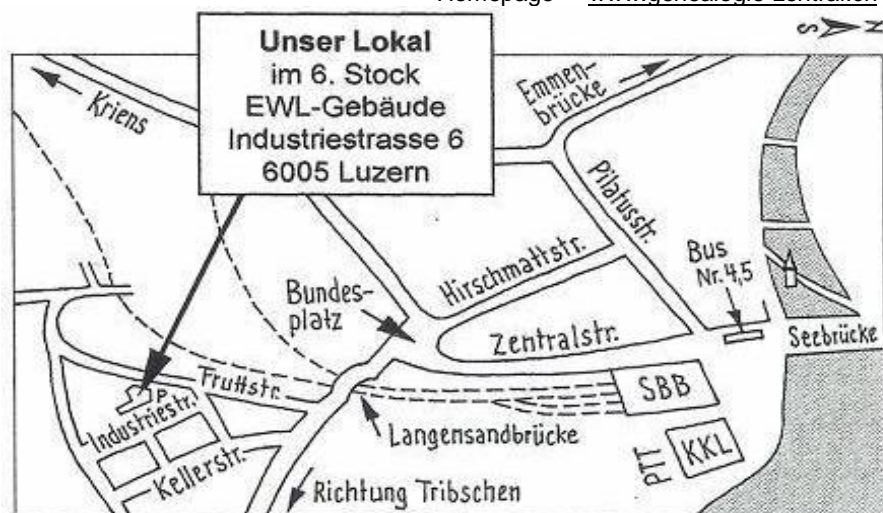 Unser Lokal
im 6. Stock
EWL-Gebäude
Industriestrasse 6
6005 Luzern
S N
Kriens
Emmen-
brücke
Pilatusstr.
Hirschmattstr.
Bus
Nr. 4,5
Bundes-
platz
Zentralstr.
Seebrücke
Fruttstr.
P
SBB
Industriestr.
Langensandbrücke
PTT
KKL
Kellerstr.
Richtung Tribschen